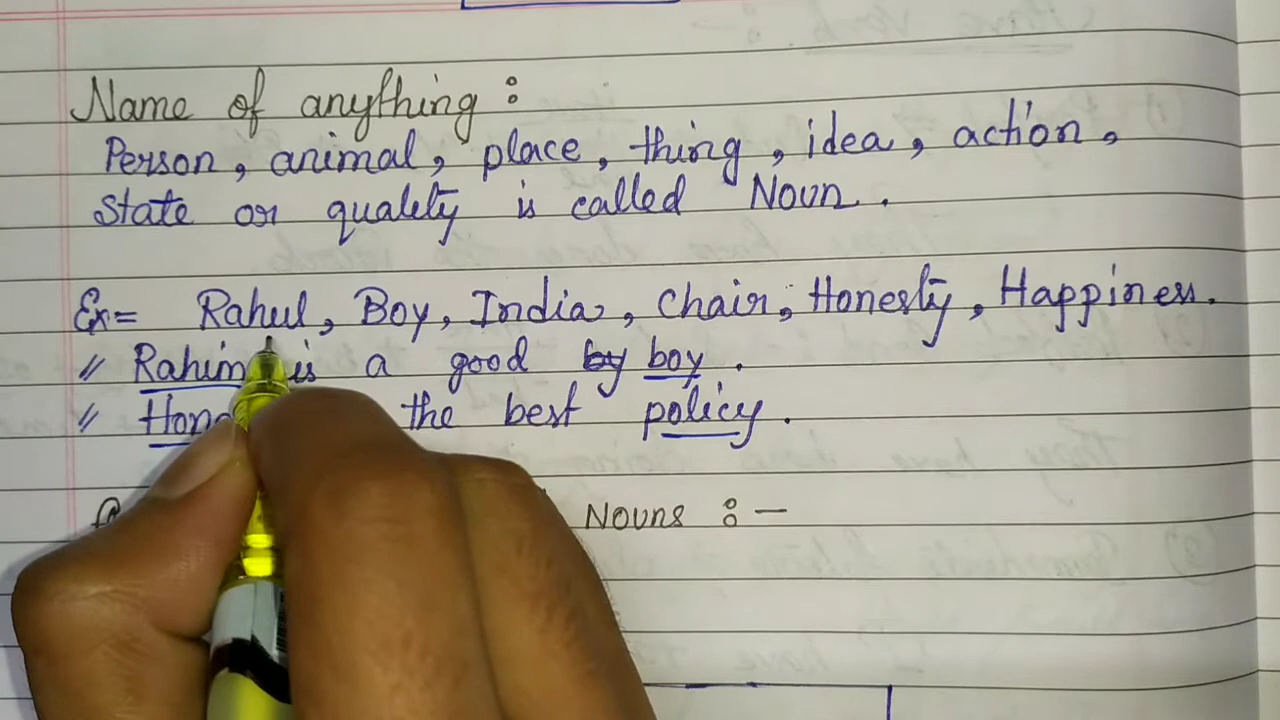 Name of anything :
Person, animal, place, thing, idea, action,
State or quality is called Noun.
Ex= Rahul, Boy, India, Chair, Honesty, Happiness.
" Rahim is a good boy.
" the best policy.
Nouns :-